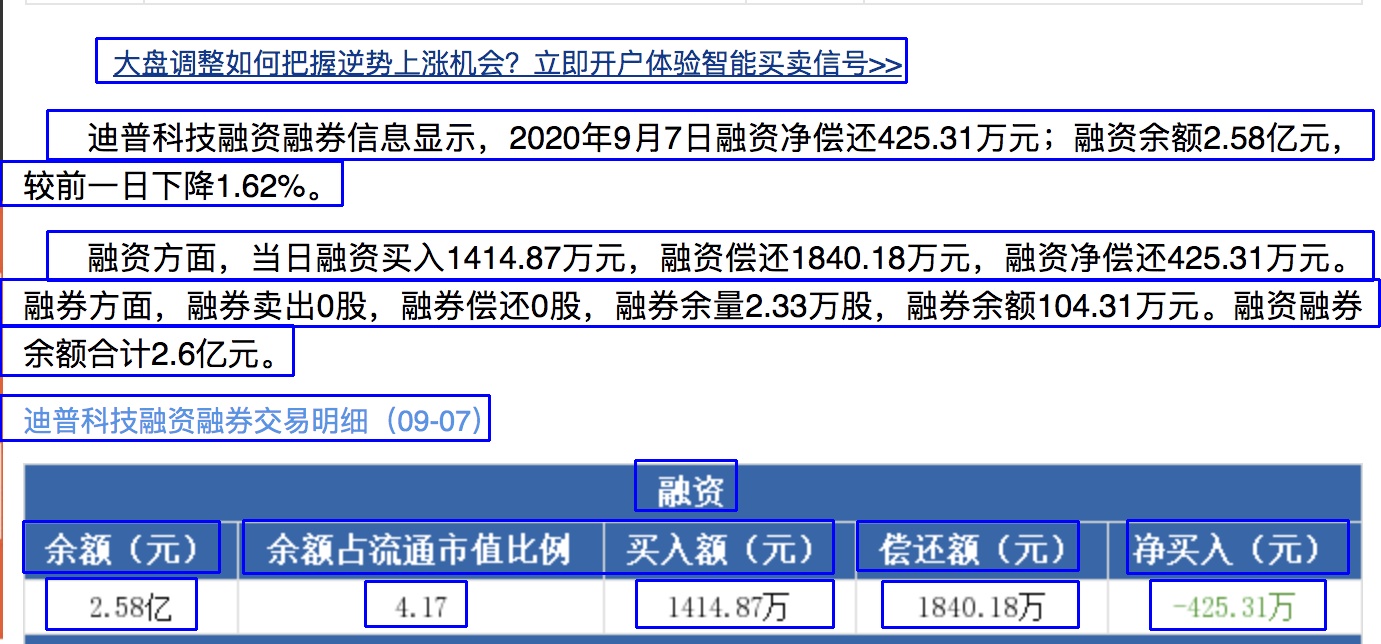 大盘调整如何把握逆势上涨机会？立即开户体验智能买卖信号>>
迪普科技融资融券信息显示，2020年9月7日融资净偿还425.31万元；融资余额2.58亿元，
较前一日下降1.62%。
融资方面，当日融资买入1414.87万元，融资偿还1840.18万元，融资净偿还425.31万元。
融券方面，融券卖出0股，融券偿还0股，融券余量2.33万股，融券余额104.31万元。融资融券
余额合计2.6亿元。
迪普科技融资融券交易明细（09-07）
融资
余额（元） 余额占流通市值比例 买入额（元） 偿还额（元） 净买入（元）
2.58亿 4.17 1414.87万 1840.18万 -425.31万